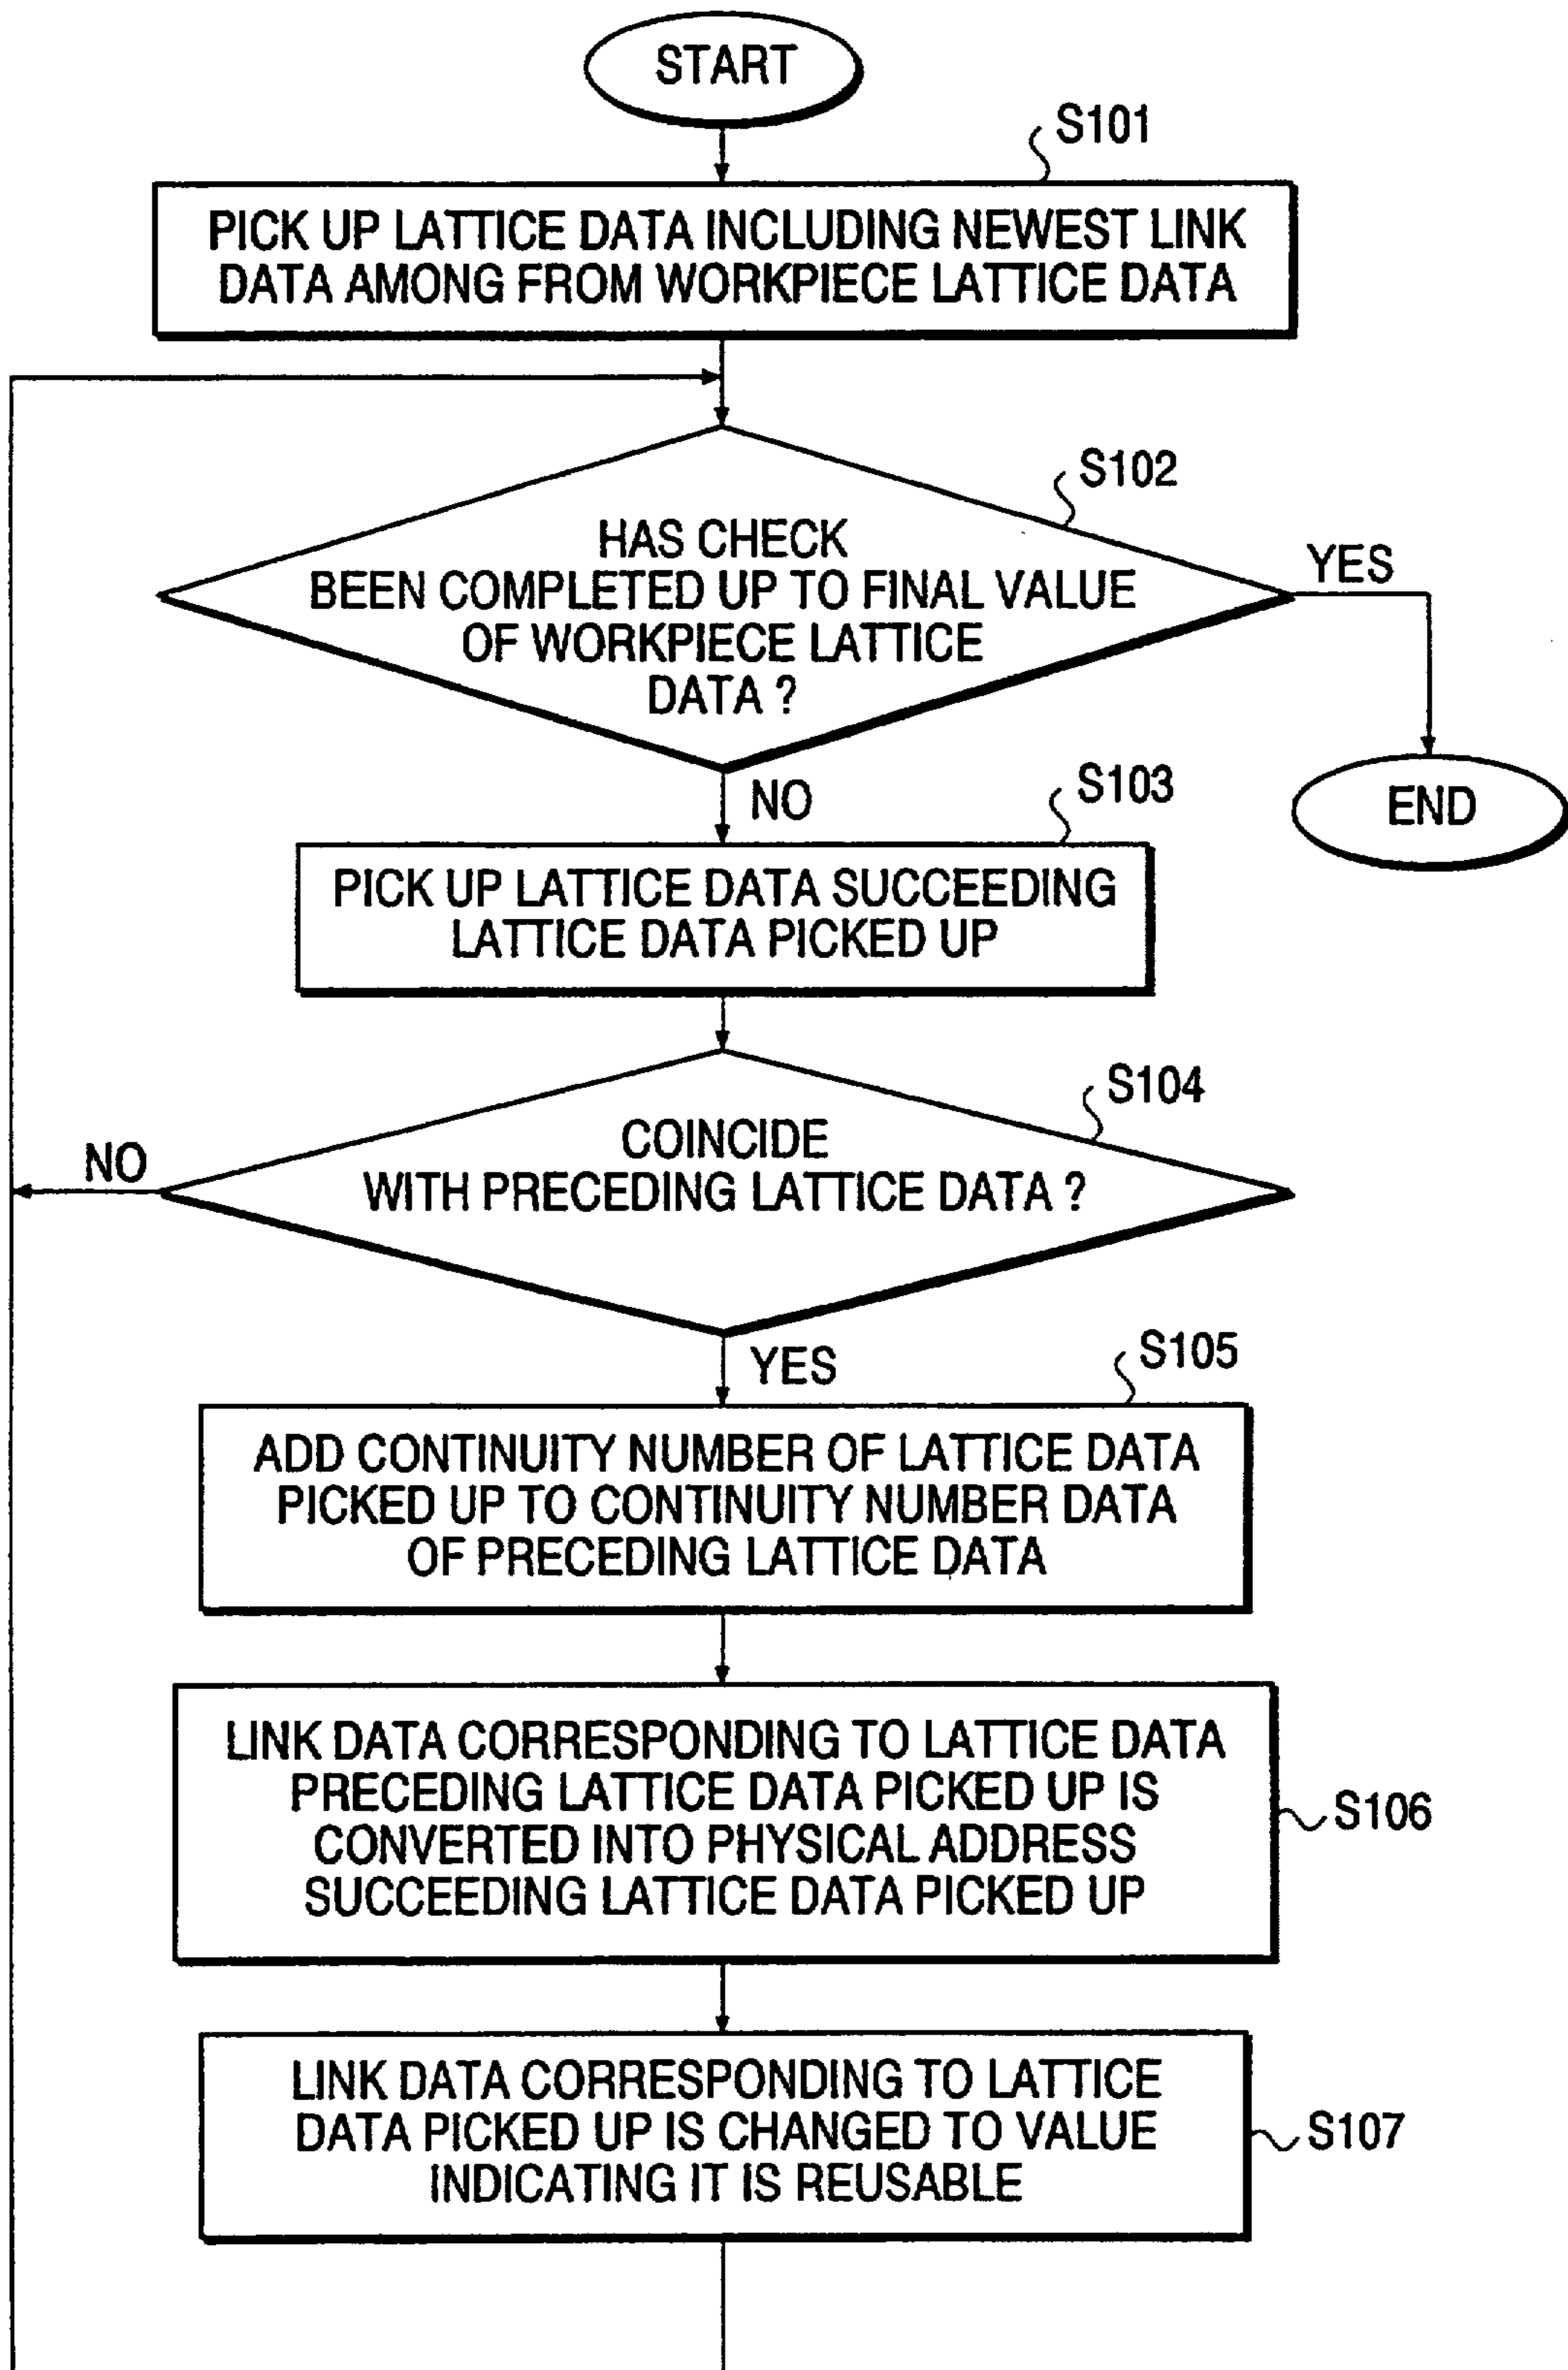 START
S101
PICK UP LATTICE DATA INCLUDING NEWEST LINK
DATA AMONG FROM WORKPIECE LATTICE DATA
S102
HAS CHECK
BEEN COMPLETED UP TO FINAL VALUE
OF WORKPIECE LATTICE
DATA ?
YES
END
NO
S103
PICK UP LATTICE DATA SUCCEEDING
LATTICE DATA PICKED UP
S104
COINCIDE
WITH PRECEDING LATTICE DATA ?
NO
YES
S105
ADD CONTINUITY NUMBER OF LATTICE DATA
PICKED UP TO CONTINUITY NUMBER DATA
OF PRECEDING LATTICE DATA
LINK DATA CORRESPONDING TO LATTICE DATA
PRECEDING LATTICE DATA PICKED UP IS
CONVERTED INTO PHYSICAL ADDRESS
SUCCEEDING LATTICE DATA PICKED UP
S106
LINK DATA CORRESPONDING TO LATTICE
DATA PICKED UP IS CHANGED TO VALUE
INDICATING IT IS REUSABLE
S107